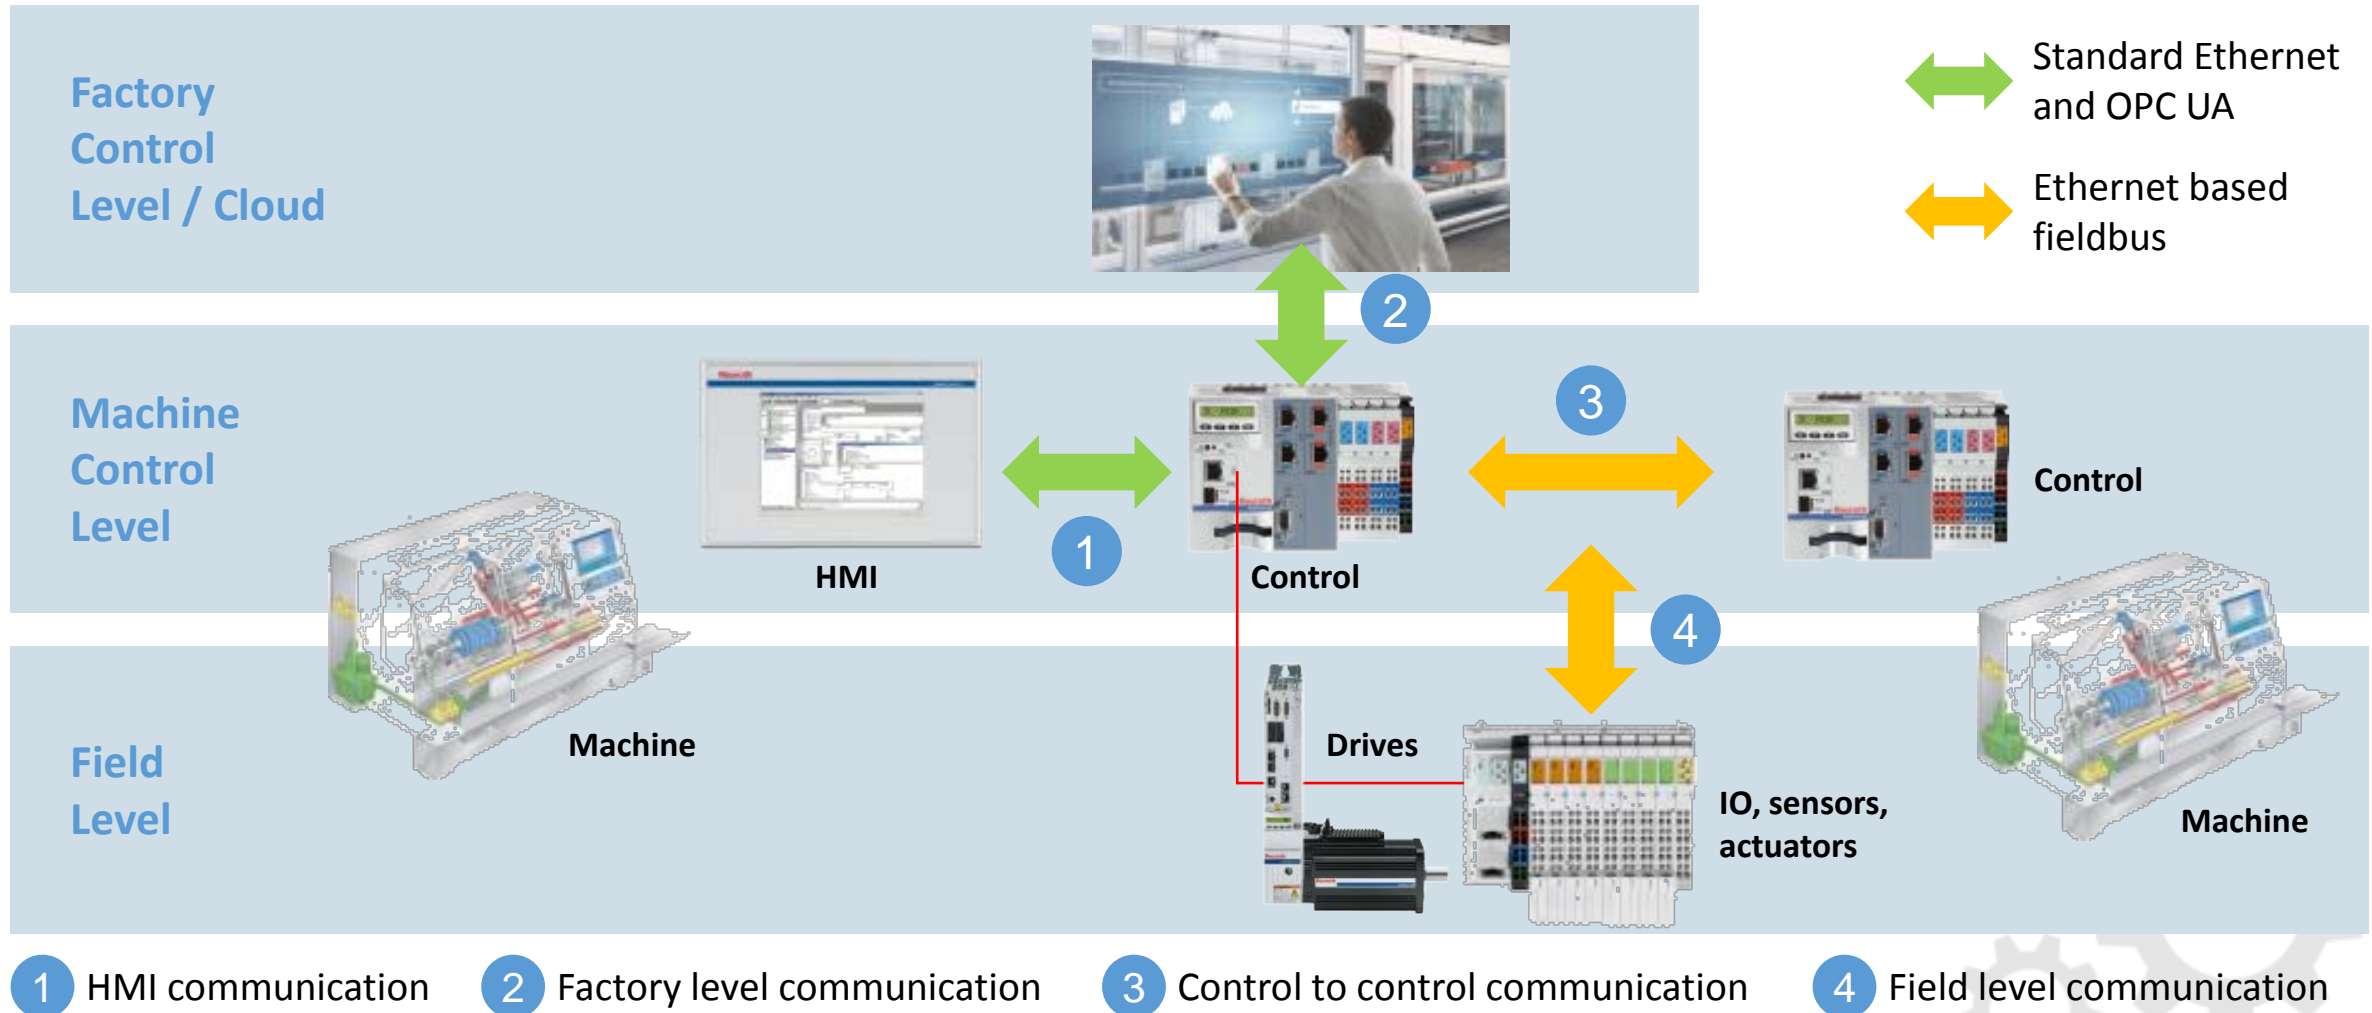 Factory
Control
Level / Cloud
2
Standard Ethernet
and OPC UA
Ethernet based
fieldbus
Machine
Control
Level
HMI
1
Control
3
Control
4
Field
Level
Machine
Drives
IO, sensors,
actuators
Machine
1 HMI communication
2 Factory level communication
3 Control to control communication
4 Field level communication